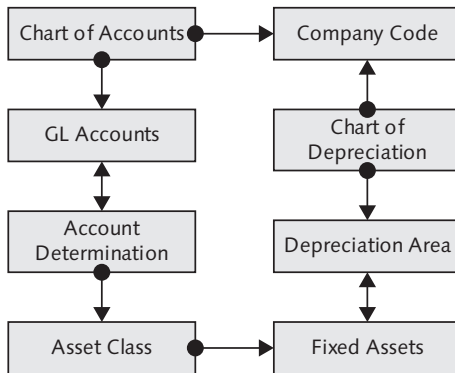 Chart of Accounts
Company Code
GL Accounts
Chart of
Depreciation
Account
Determination
Depreciation Area
Asset Class
Fixed Assets